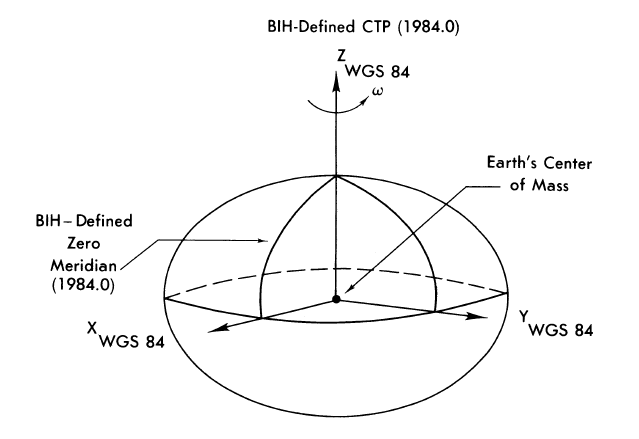 BIH-Defined CTP (1984.0)
Z
WGS 84
ω
Earth's Center
of Mass
BIH – Defined
Zero
Meridian
(1984.0)
X
WGS 84
Y
WGS 84